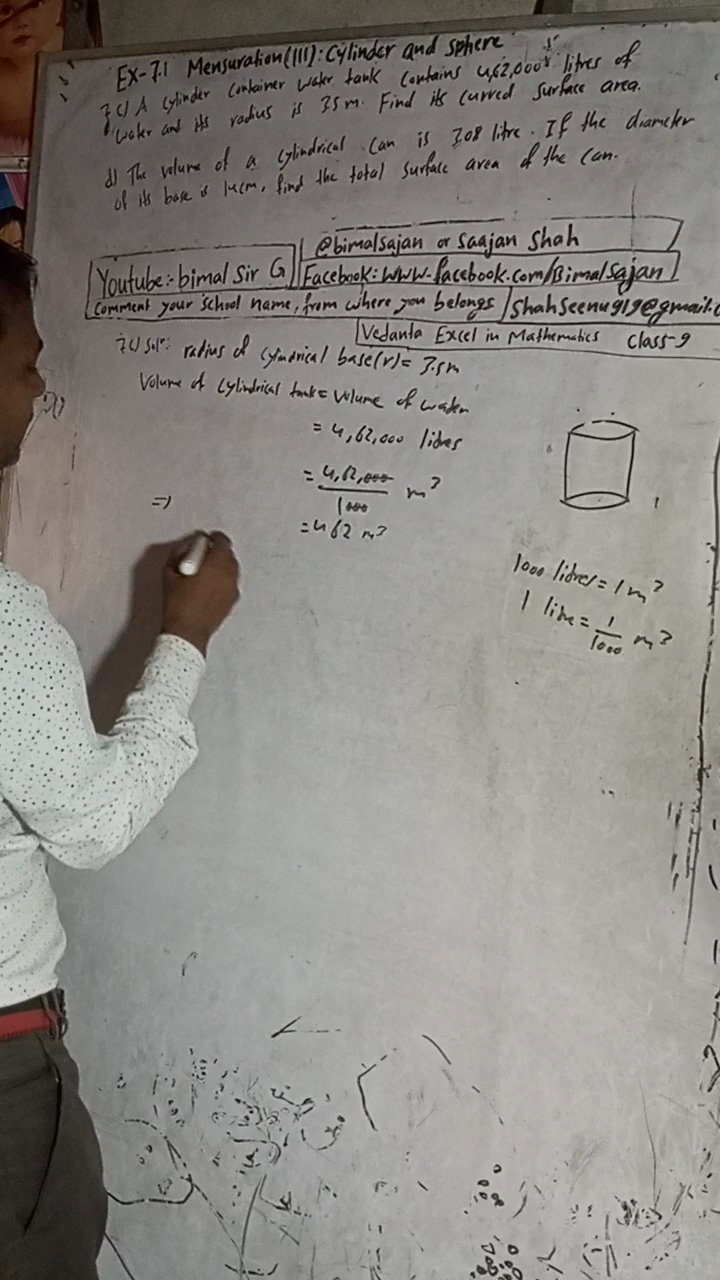 Ex-7.1 Mensuration(III): Cylinder and sphere
7 c) A cylinder container water tank contains 4,62,000 litres of
water and its radius is 3.5m. Find its curved surface area.
d) The volume of a cylindrical can is 3.08 litre. If the diameter
of its base is 14cm, find the total surface area of the can.
@bimalsajan or Saajan Shah
Youtube:- bimal Sir G
Facebook: www.facebook.com/Bimalsajan
Comment your school name, from where you belongs
Shahseenu919@gmail.c
Vedanta Excel in Mathematics Class-9
7c) Solⁿ: radius of cylindrical base(r)= 3.5m
Volume of cylindrical tank= volume of water
= 4,62,000 litres
= 4,62,000/1000 m³
= 462 m³
=>
1000 litres = 1 m³
1 litre = 1/1000 m³